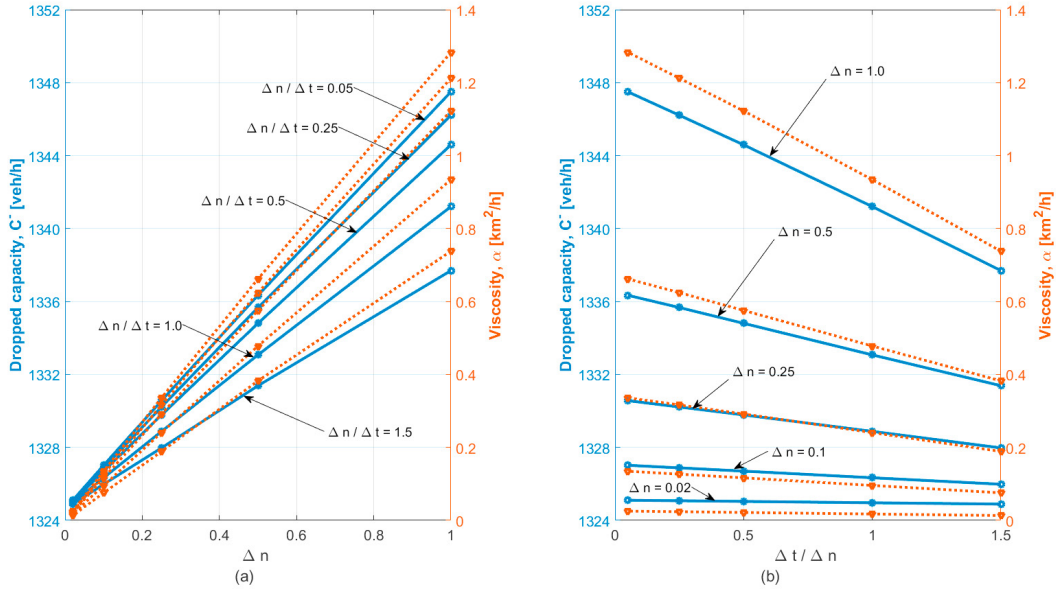 1352
1348
1344
1340
1336
1332
1328
1324
Dropped capacity, C⁻ [veh/h]
Δ n / Δ t = 0.05
Δ n / Δ t = 0.25
Δ n / Δ t = 0.5
Δ n / Δ t = 1.0
Δ n / Δ t = 1.5
1.4
1.2
1
0.8
0.6
0.4
0.2
0
Viscosity, α [km²/h]
0 0.2 0.4 0.6 0.8 1
Δ n
(a)
1352
1348
1344
1340
1336
1332
1328
1324
Dropped capacity, C⁻ [veh/h]
Δ n = 1.0
Δ n = 0.5
Δ n = 0.25
Δ n = 0.1
Δ n = 0.02
1.4
1.2
1
0.8
0.6
0.4
0.2
0
Viscosity, α [km²/h]
0 0.5 1 1.5
Δ t / Δ n
(b)